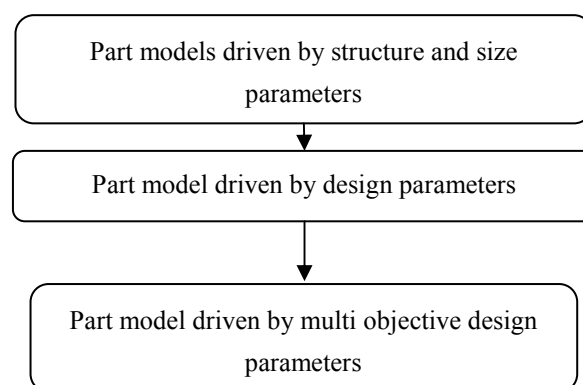 Part models driven by structure and size
parameters
Part model driven by design parameters
Part model driven by multi objective design
parameters